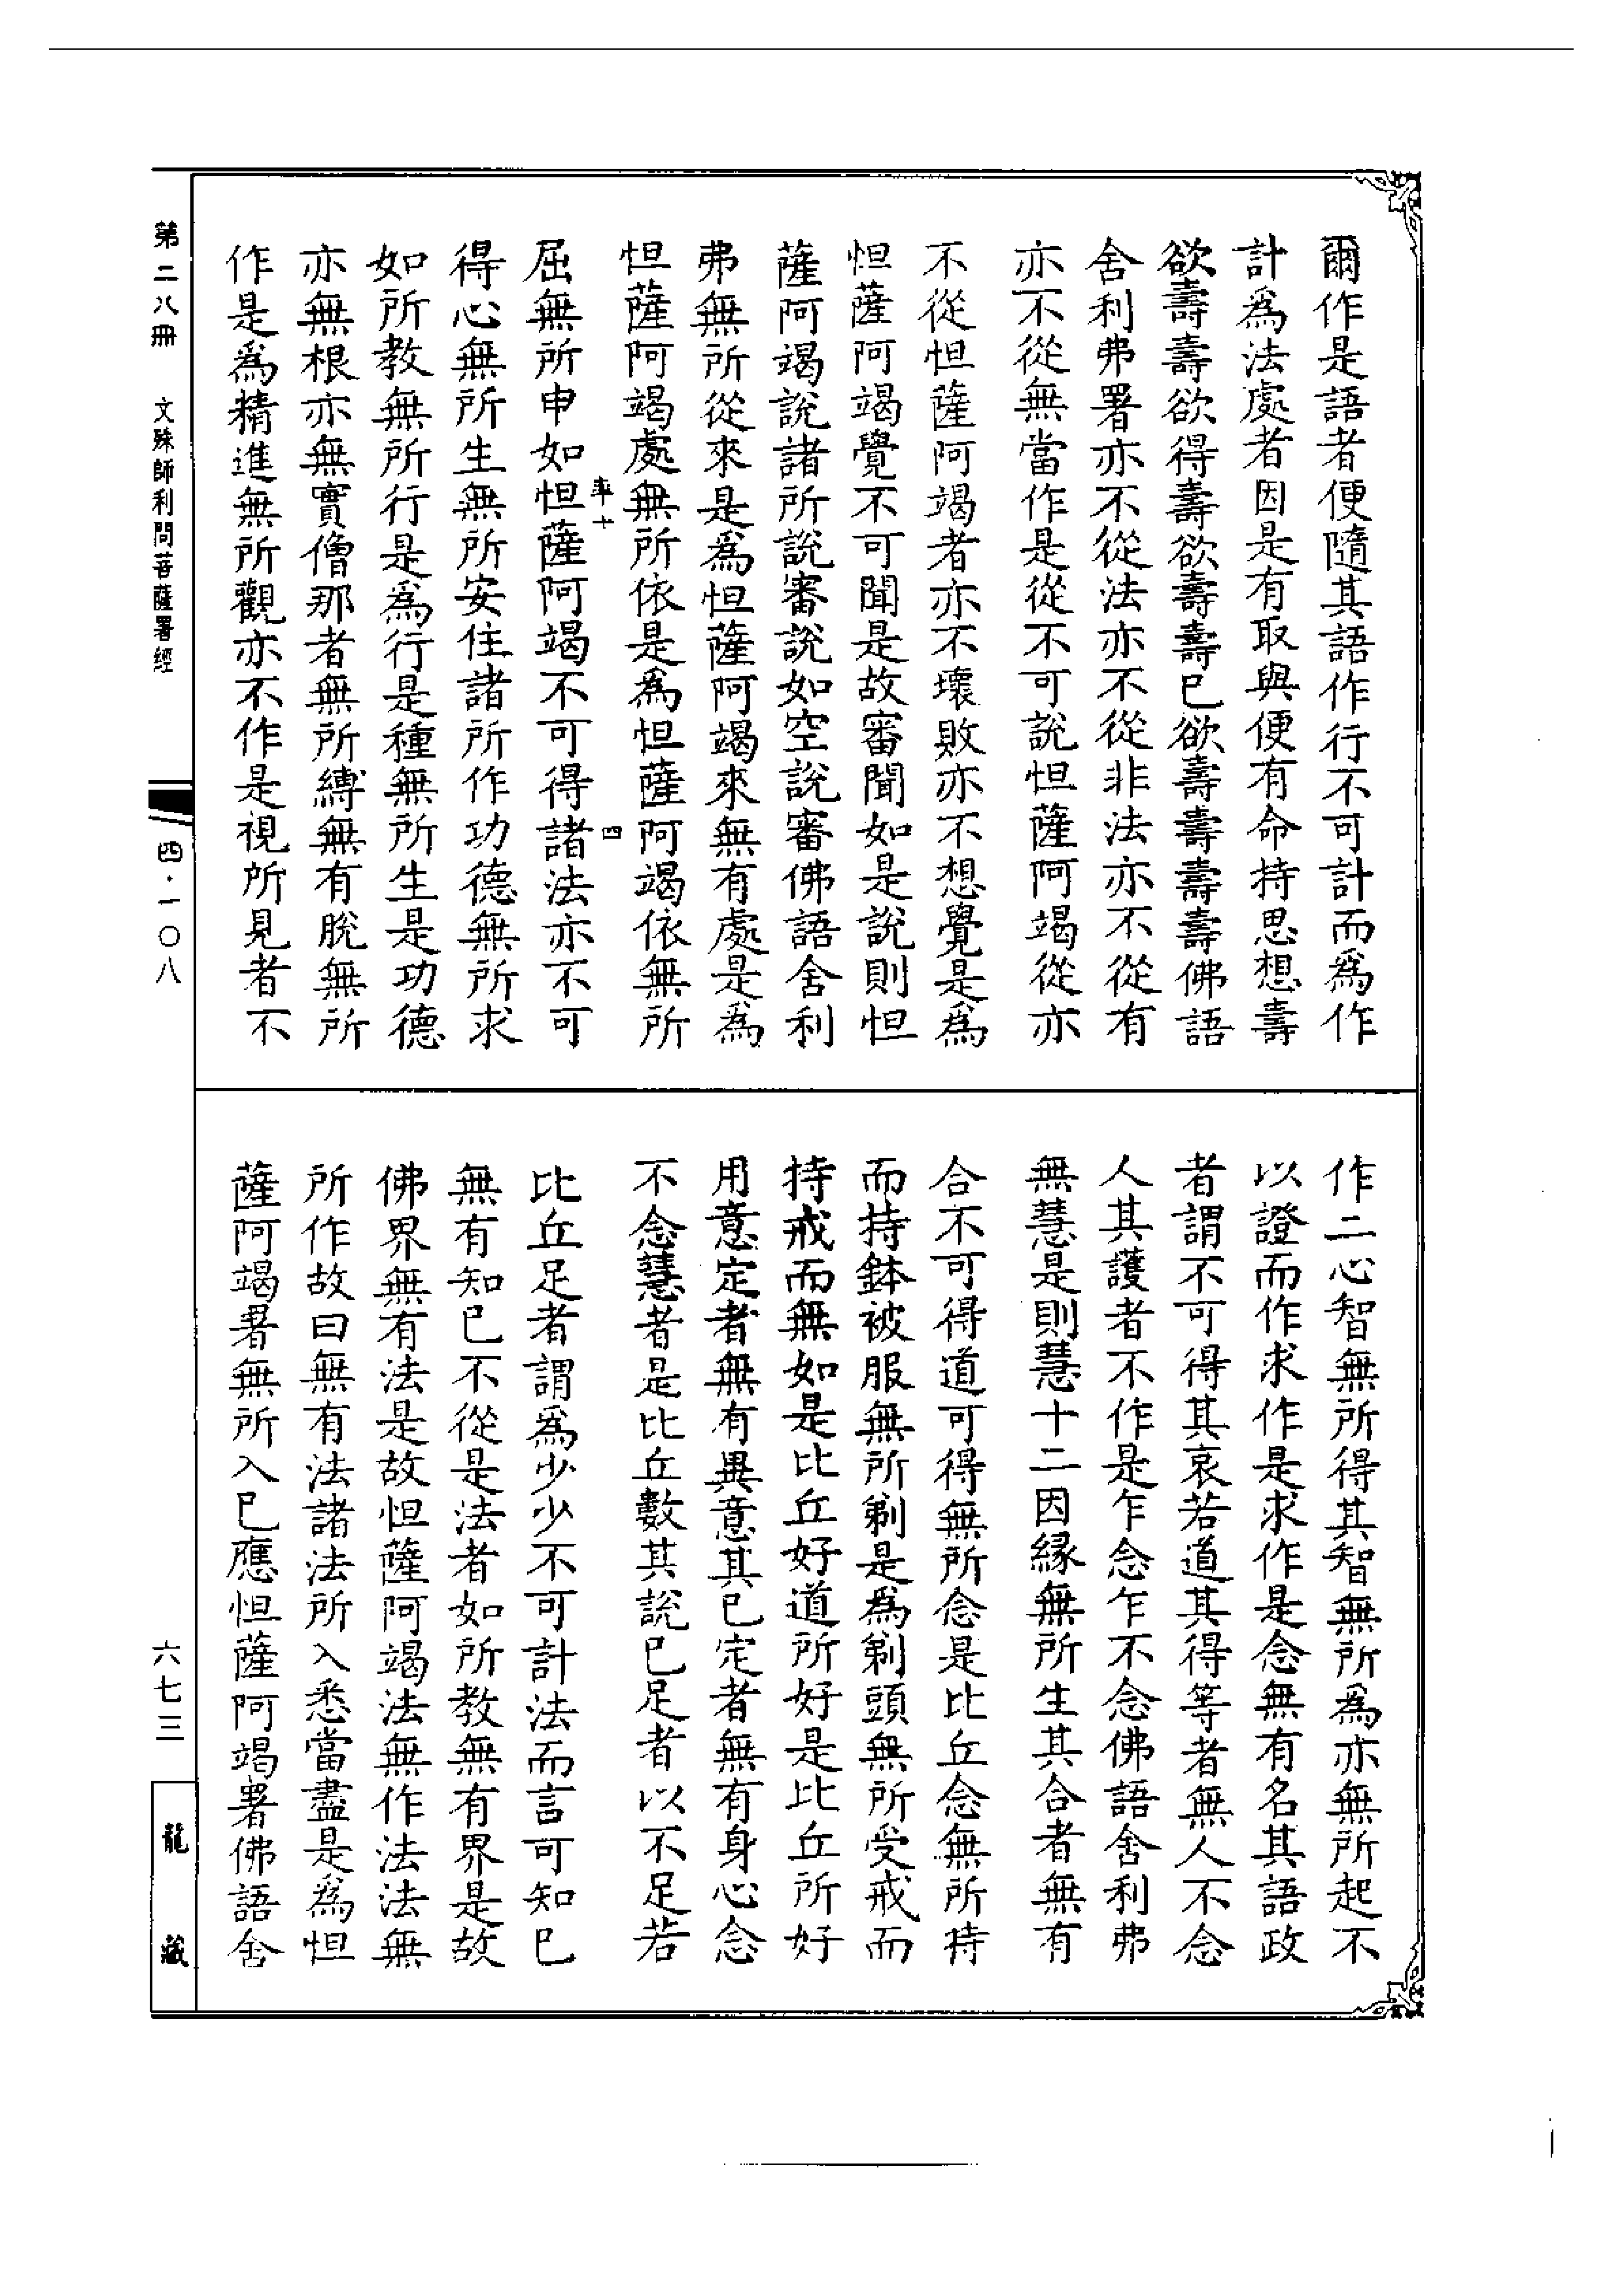 爾作是語者便隨其語作行不可計而爲作
計爲法處者因是有取與便有命持思想壽
欲壽壽欲得壽欲壽壽已欲壽壽壽壽佛語
舍利弗署亦不從法亦不從非法亦不從有
亦不從無當作是從不可說怛薩阿竭從亦
不從怛薩阿竭者亦不壞敗亦不想覺是爲
怛薩阿竭覺不可聞是故審聞如是說則怛
薩阿竭說諸所說審說如空說審佛語舍利
弗無所從來是爲怛薩阿竭來無有處是爲
怛薩阿竭處無所依是爲怛薩阿竭依無所
率十 四
屈無所申如怛薩阿竭不可得諸法亦不可
得心無所生無所安住諸所作功德無所求
如所教無所行是爲行是種無所生是功德
亦無根亦無實僧那者無所縛無有脫無所
作是爲精進無所觀亦不作是視所見者不
作二心智無所得其智無所爲亦無所起不
以證而作求作是求作是念無有名其語政
者謂不可得其哀若道其得等者無人不念
人其護者不作是乍念乍不念佛語舍利弗
無慧是則慧十二因緣無所生其合者無有
合不可得道可得無所念是比丘念無所持
而持鉢被服無所剃是爲剃頭無所受戒而
持戒而無如是比丘好道所好是比丘所好
用意定者無有異意其已定者無有身心念
不念慧者是比丘數其說已足者以不足若
比丘足者謂爲少少不可計法而言可知已
無有知已不從是法者如所教無有界是故
佛界無有法是故怛薩阿竭法無作法法無
所作故曰無有法諸法所入悉當盡是爲怛
薩阿竭署無所入已應怛薩阿竭署佛語舍
第二八冊 文殊師利問菩薩署經
四·一〇八
六七三
龍藏